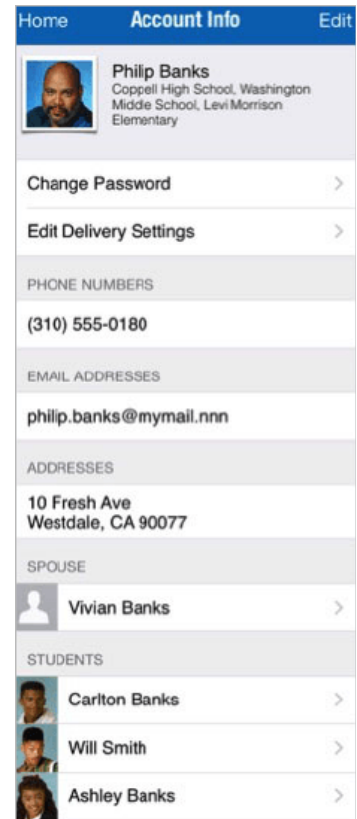 Home Account Info Edit
Philip Banks
Coppell High School, Washington
Middle School, Levi Morrison
Elementary
Change Password
Edit Delivery Settings
PHONE NUMBERS
(310) 555-0180
EMAIL ADDRESSES
philip.banks@mymail.nnn
ADDRESSES
10 Fresh Ave
Westdale, CA 90077
SPOUSE
Vivian Banks
STUDENTS
Carlton Banks
Will Smith
Ashley Banks